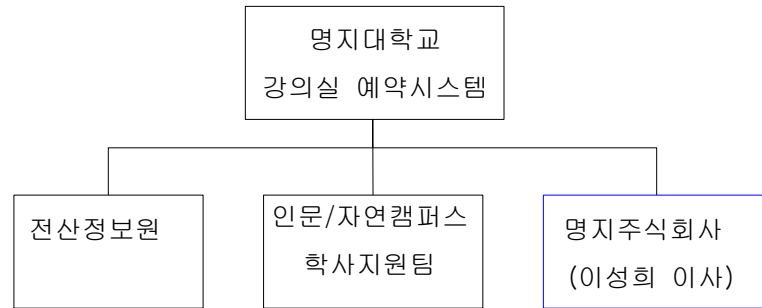 명지대학교
강의실 예약시스템
전산정보원
인문/자연캠퍼스
학사지원팀
명지주식회사
(이성희 이사)